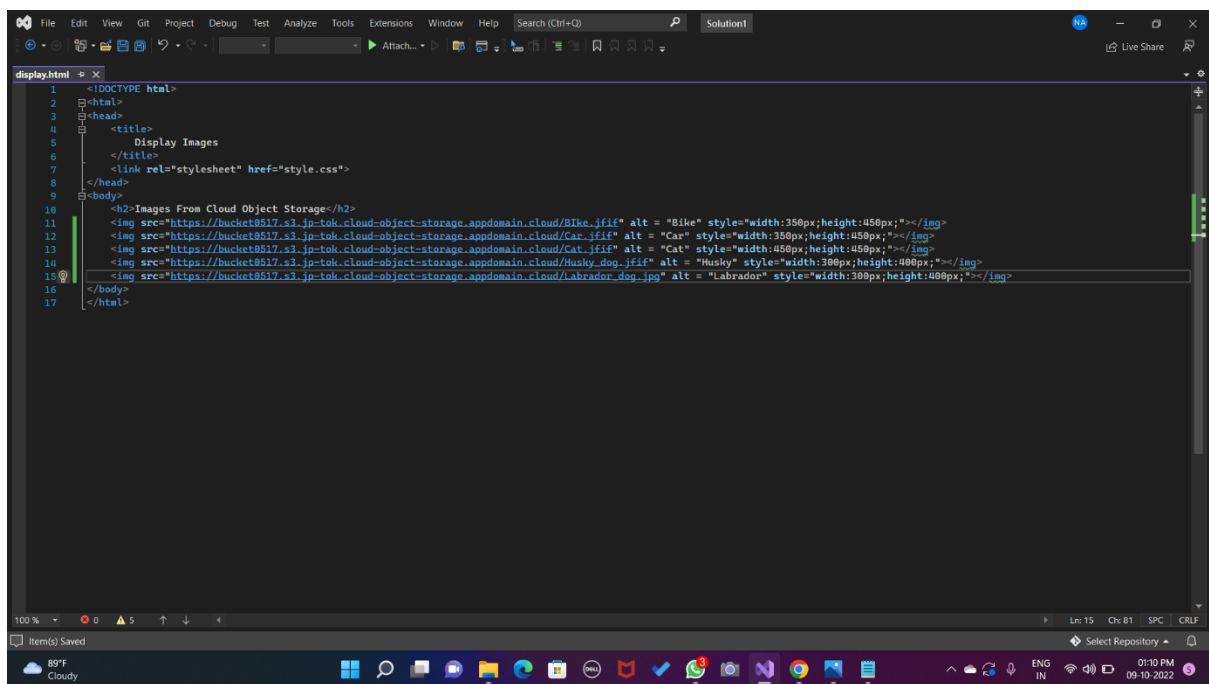 File Edit View Git Project Debug Test Analyze Tools Extensions Window Help Search (Ctrl+Q) Solution1 NA
Attach... Live Share
display.html
1 <!DOCTYPE html>
2 <html>
3 <head>
4 <title>
5 Display Images
6 </title>
7 <link rel="stylesheet" href="style.css">
8 </head>
9 <body>
10 <h2>Images From Cloud Object Storage</h2>
11 <img src="https://bucket0517.s3.jp-tok.cloud-object-storage.appdomain.cloud/BIke.jfif" alt = "Bike" style="width:350px;height:450px;"></img>
12 <img src="https://bucket0517.s3.jp-tok.cloud-object-storage.appdomain.cloud/Car.jfif" alt = "Car" style="width:350px;height:450px;"></img>
13 <img src="https://bucket0517.s3.jp-tok.cloud-object-storage.appdomain.cloud/Cat.jfif" alt = "Cat" style="width:450px;height:450px;"></img>
14 <img src="https://bucket0517.s3.jp-tok.cloud-object-storage.appdomain.cloud/Husky_dog.jfif" alt = "Husky" style="width:300px;height:400px;"></img>
15 <img src="https://bucket0517.s3.jp-tok.cloud-object-storage.appdomain.cloud/Labrador_dog.jpg" alt = "Labrador" style="width:300px;height:400px;"></img>
16 </body>
17 </html>
100 % 0 5 Ln: 15 Ch: 81 SPC CRLF
Item(s) Saved Select Repository
89°F ENG 01:10 PM
Cloudy DELL 3 IN 09-10-2022 5